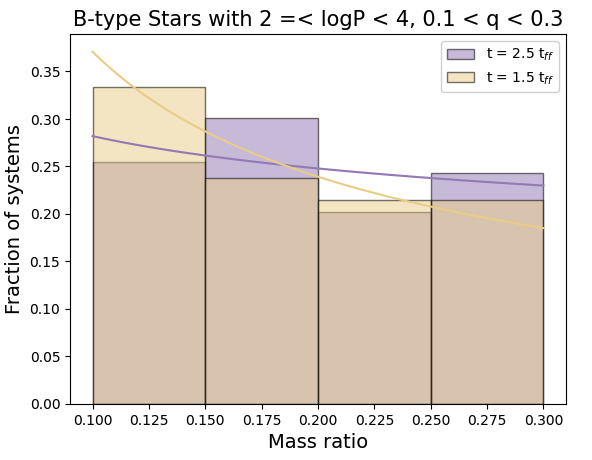 B-type Stars with 2 =< logP < 4, 0.1 < q < 0.3
t = 2.5 t_ff
t = 1.5 t_ff
Fraction of systems
0.35
0.30
0.25
0.20
0.15
0.10
0.05
0.00
0.100 0.125 0.150 0.175 0.200 0.225 0.250 0.275 0.300
Mass ratio